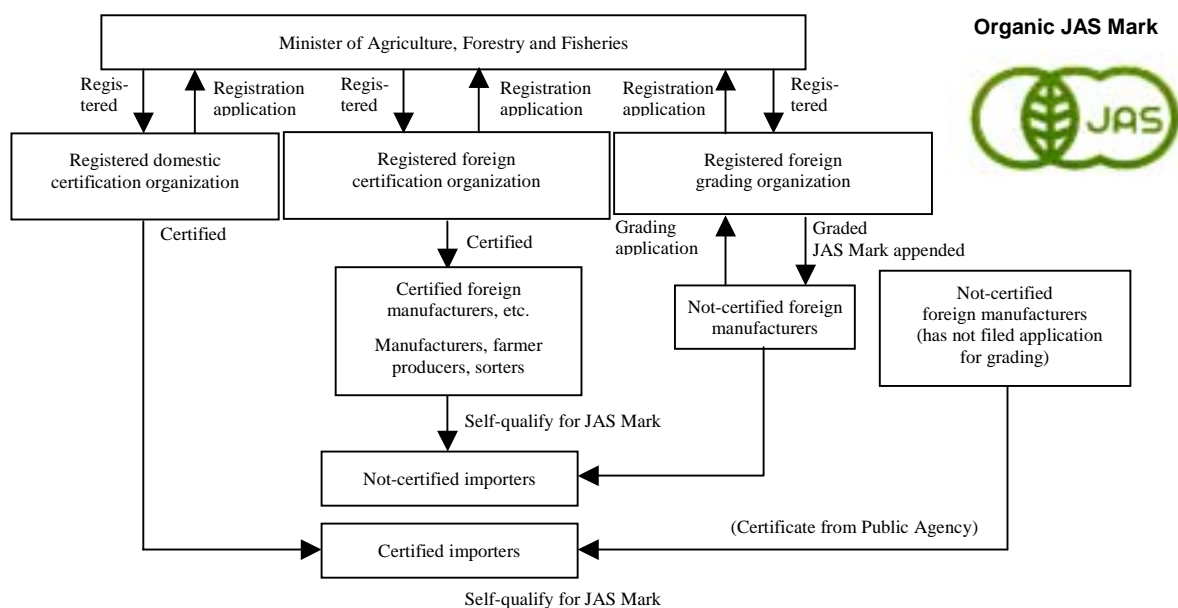 Organic JAS Mark
JAS
Minister of Agriculture, Forestry and Fisheries
Regis-
tered
Registration
application
Regis-
tered
Registration
application
Registration
application
Regis-
tered
Registered domestic
certification organization
Registered foreign
certification organization
Registered foreign
grading organization
Certified
Certified
Grading
application
Graded
JAS Mark appended
Certified foreign
manufacturers, etc.
Manufacturers, farmer
producers, sorters
Not-certified foreign
manufacturers
Not-certified
foreign manufacturers
(has not filed application
for grading)
Self-qualify for JAS Mark
Not-certified importers
(Certificate from Public Agency)
Certified importers
Self-qualify for JAS Mark